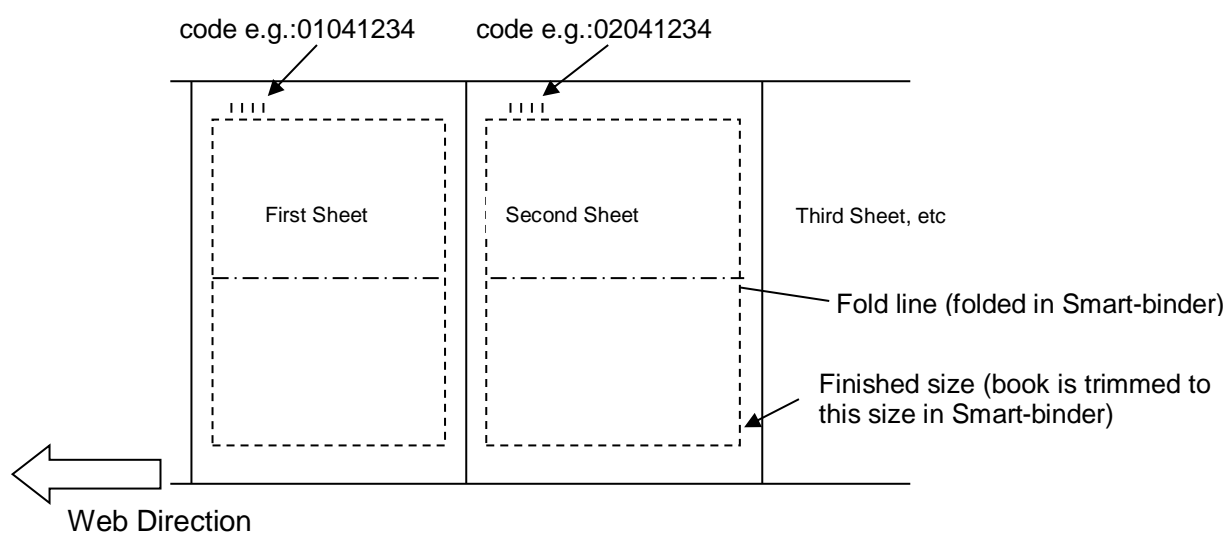 code e.g.:01041234
code e.g.:02041234
First Sheet
Second Sheet
Third Sheet, etc
Fold line (folded in Smart-binder)
Finished size (book is trimmed to
this size in Smart-binder)
Web Direction